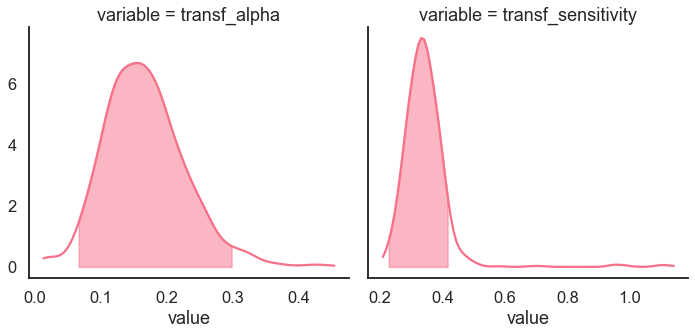 variable = transf_alpha
variable = transf_sensitivity
6
4
2
0
0.0 0.1 0.2 0.3 0.4
0.2 0.4 0.6 0.8 1.0
value
value